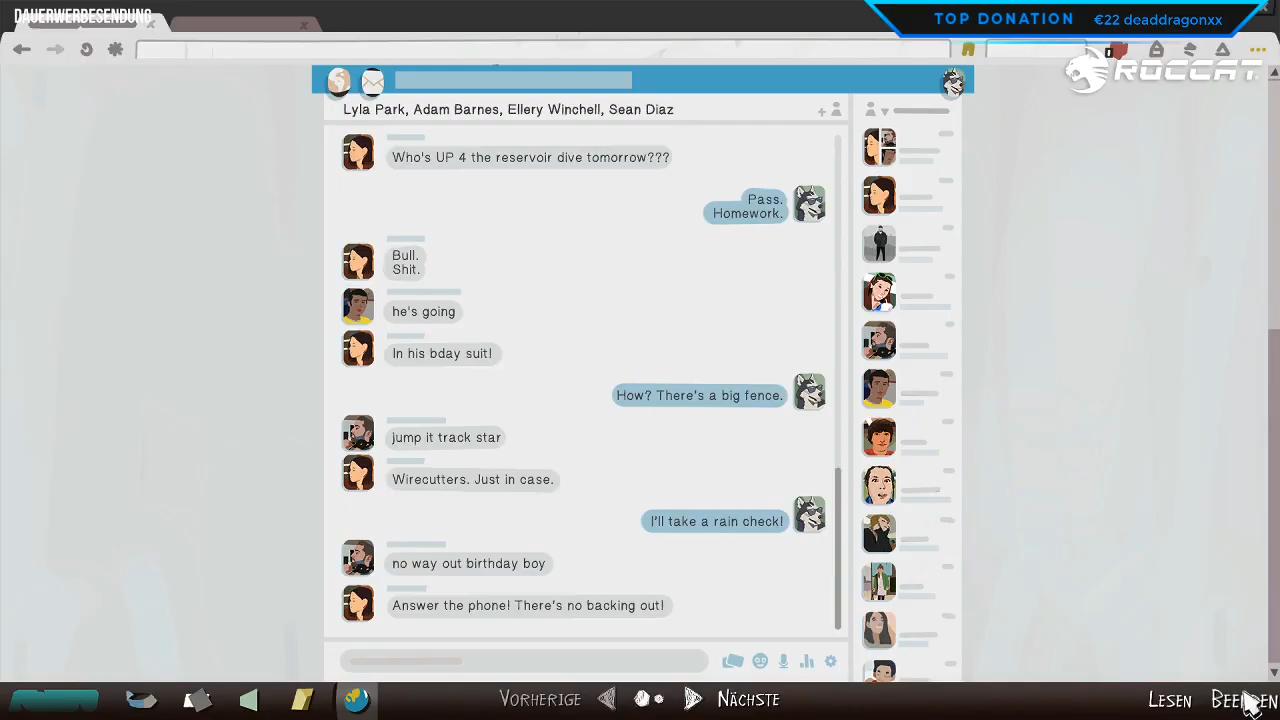 DAUERWERBESENDUNG
TOP DONATION €22 deaddragonxx
ROCCAT
Lyla Park, Adam Barnes, Ellery Winchell, Sean Diaz
Who's UP 4 the reservoir dive tomorrow???
Pass.
Homework.
Bull.
Shit.
he's going
In his bday suit!
How? There's a big fence.
jump it track star
Wirecutters. Just in case.
I'll take a rain check!
no way out birthday boy
Answer the phone! There's no backing out!
VORHERIGE NÄCHSTE LESEN BEENDEN